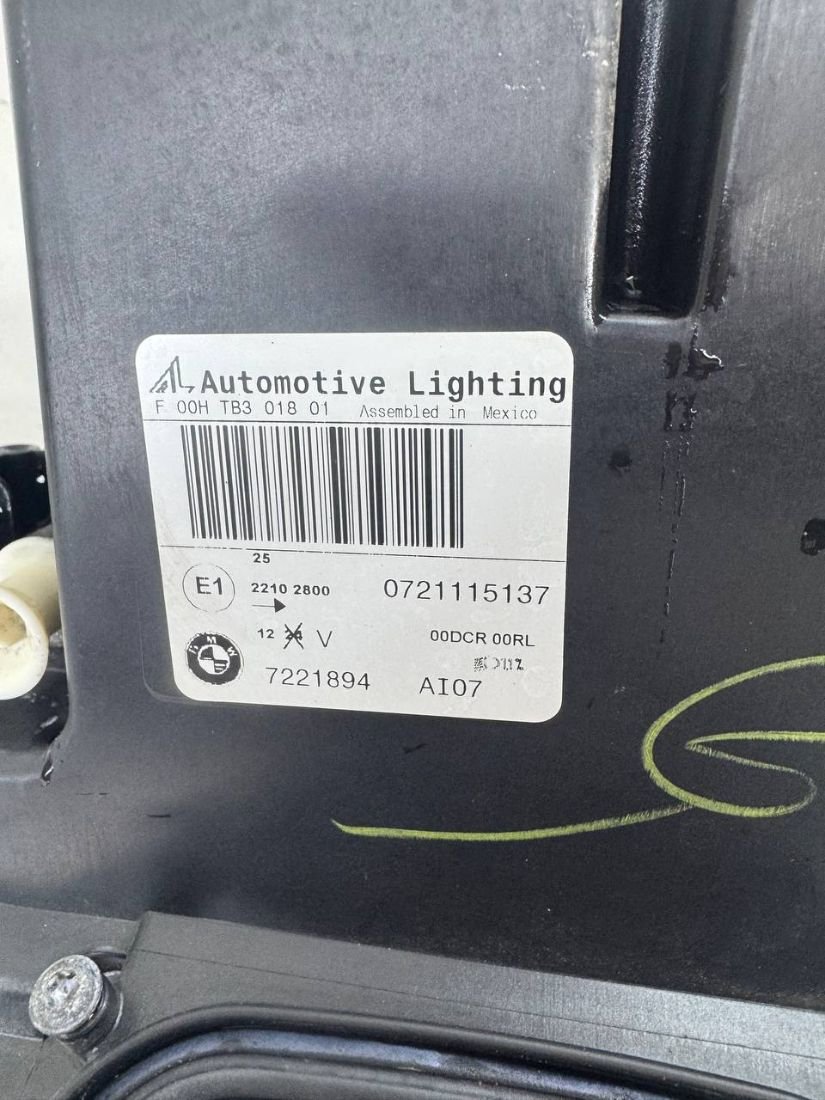 AL Automotive Lighting
F 00H TB3 018 01 Assembled in Mexico
25
E1 2210 2800 0721115137
12 24 V 00DCR 00RL
BMW
7221894 AI07